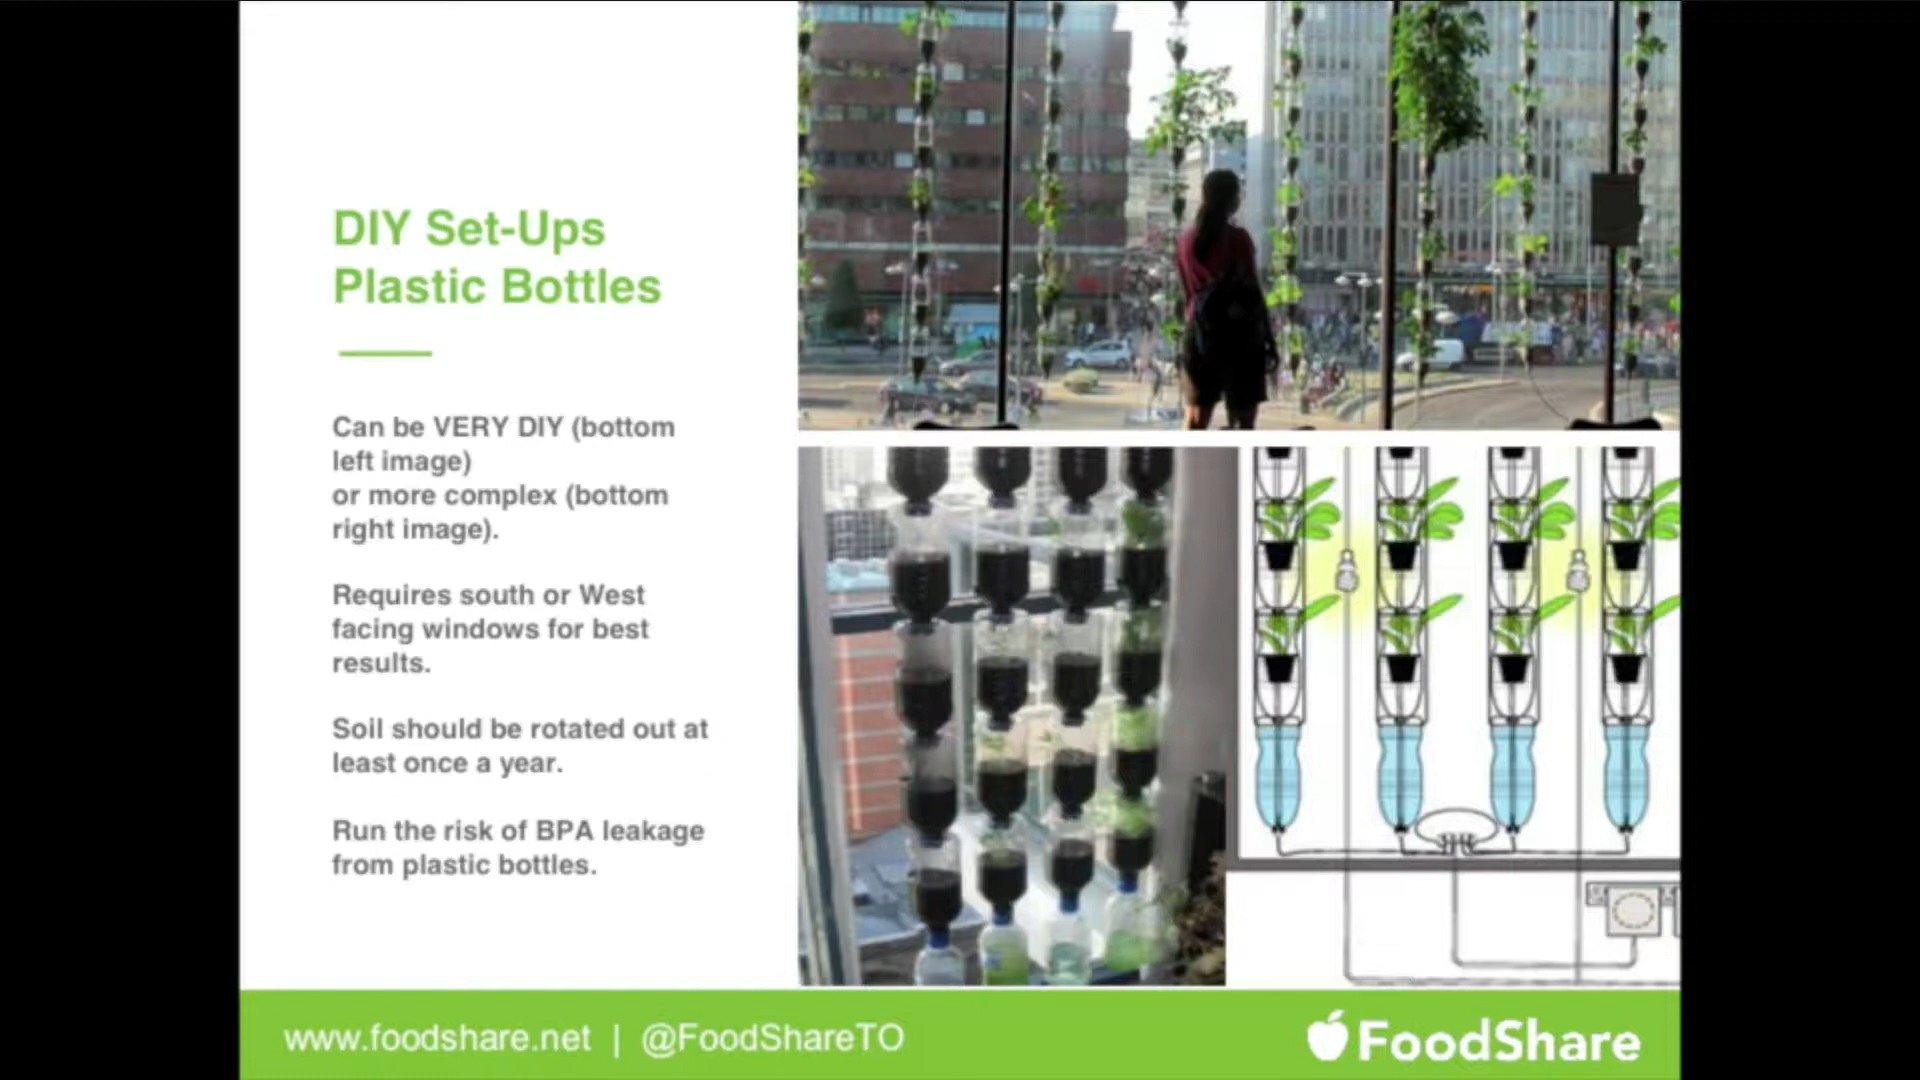 DIY Set-Ups
Plastic Bottles
Can be VERY DIY (bottom
left image)
or more complex (bottom
right image).
Requires south or West
facing windows for best
results.
Soil should be rotated out at
least once a year.
Run the risk of BPA leakage
from plastic bottles.
www.foodshare.net | @FoodShareTO
FoodShare